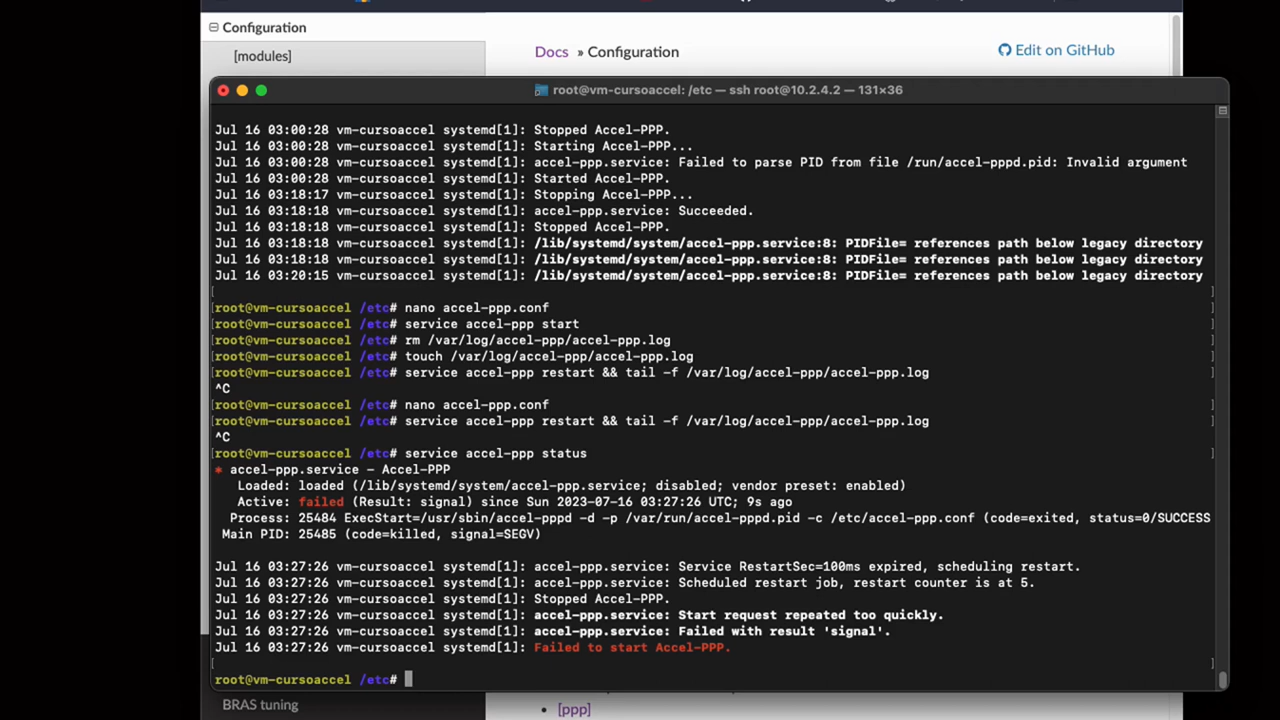 Configuration
[modules]
Docs » Configuration
Edit on GitHub
root@vm-cursoaccel: /etc — ssh root@10.2.4.2 — 131×36
Jul 16 03:00:28 vm-cursoaccel systemd[1]: Stopped Accel-PPP.
Jul 16 03:00:28 vm-cursoaccel systemd[1]: Starting Accel-PPP...
Jul 16 03:00:28 vm-cursoaccel systemd[1]: accel-ppp.service: Failed to parse PID from file /run/accel-pppd.pid: Invalid argument
Jul 16 03:00:28 vm-cursoaccel systemd[1]: Started Accel-PPP.
Jul 16 03:18:17 vm-cursoaccel systemd[1]: Stopping Accel-PPP...
Jul 16 03:18:18 vm-cursoaccel systemd[1]: accel-ppp.service: Succeeded.
Jul 16 03:18:18 vm-cursoaccel systemd[1]: Stopped Accel-PPP.
Jul 16 03:18:18 vm-cursoaccel systemd[1]: /lib/systemd/system/accel-ppp.service:8: PIDFile= references path below legacy directory
Jul 16 03:18:18 vm-cursoaccel systemd[1]: /lib/systemd/system/accel-ppp.service:8: PIDFile= references path below legacy directory
Jul 16 03:20:15 vm-cursoaccel systemd[1]: /lib/systemd/system/accel-ppp.service:8: PIDFile= references path below legacy directory
[root@vm-cursoaccel /etc# nano accel-ppp.conf
[root@vm-cursoaccel /etc# service accel-ppp start
[root@vm-cursoaccel /etc# rm /var/log/accel-ppp/accel-ppp.log
[root@vm-cursoaccel /etc# touch /var/log/accel-ppp/accel-ppp.log
[root@vm-cursoaccel /etc# service accel-ppp restart && tail -f /var/log/accel-ppp/accel-ppp.log
^C
[root@vm-cursoaccel /etc# nano accel-ppp.conf
[root@vm-cursoaccel /etc# service accel-ppp restart && tail -f /var/log/accel-ppp/accel-ppp.log
^C
[root@vm-cursoaccel /etc# service accel-ppp status
* accel-ppp.service - Accel-PPP
Loaded: loaded (/lib/systemd/system/accel-ppp.service; disabled; vendor preset: enabled)
Active: failed (Result: signal) since Sun 2023-07-16 03:27:26 UTC; 9s ago
Process: 25484 ExecStart=/usr/sbin/accel-pppd -d -p /var/run/accel-pppd.pid -c /etc/accel-ppp.conf (code=exited, status=0/SUCCESS
Main PID: 25485 (code=killed, signal=SEGV)
Jul 16 03:27:26 vm-cursoaccel systemd[1]: accel-ppp.service: Service RestartSec=100ms expired, scheduling restart.
Jul 16 03:27:26 vm-cursoaccel systemd[1]: accel-ppp.service: Scheduled restart job, restart counter is at 5.
Jul 16 03:27:26 vm-cursoaccel systemd[1]: Stopped Accel-PPP.
Jul 16 03:27:26 vm-cursoaccel systemd[1]: accel-ppp.service: Start request repeated too quickly.
Jul 16 03:27:26 vm-cursoaccel systemd[1]: accel-ppp.service: Failed with result 'signal'.
Jul 16 03:27:26 vm-cursoaccel systemd[1]: Failed to start Accel-PPP.
root@vm-cursoaccel /etc#
BRAS tuning
[ppp]